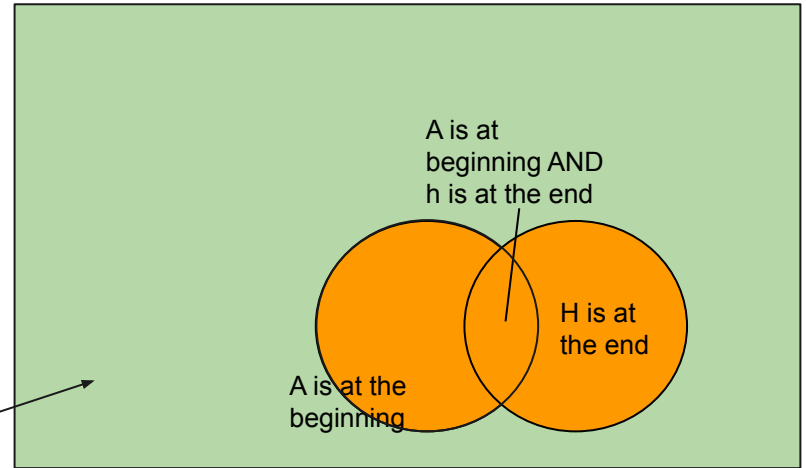 A is at
beginning AND
h is at the end
H is at
the end
A is at the
beginning